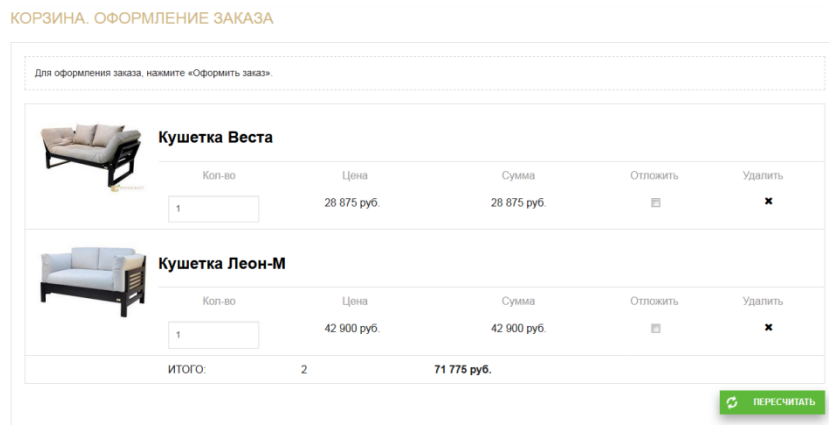 КОРЗИНА. ОФОРМЛЕНИЕ ЗАКАЗА
Для оформления заказа, нажмите «Оформить заказ».
Кушетка Веста
Кол-во Цена Сумма Отложить Удалить
1 28 875 руб. 28 875 руб.
Кушетка Леон-М
Кол-во Цена Сумма Отложить Удалить
1 42 900 руб. 42 900 руб.
ИТОГО: 2 71 775 руб.
ПЕРЕСЧИТАТЬ